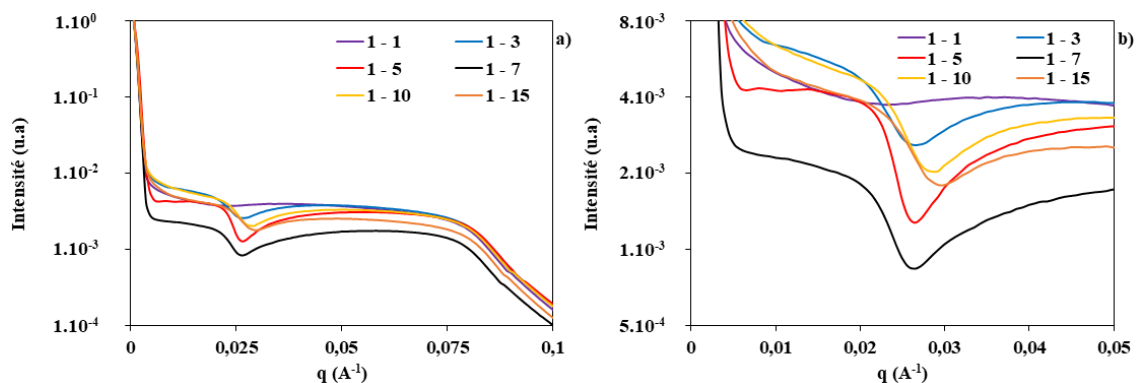 1.10⁰
1.10⁻¹
1.10⁻²
1.10⁻³
1.10⁻⁴
Intensité (u.a)
1 - 1
1 - 3
1 - 5
1 - 7
1 - 10
1 - 15
a)
0
0,025
0,05
0,075
0,1
q (A⁻¹)
8.10⁻³
4.10⁻³
2.10⁻³
1.10⁻³
5.10⁻⁴
Intensité (u.a)
1 - 1
1 - 3
1 - 5
1 - 7
1 - 10
1 - 15
b)
0
0,01
0,02
0,03
0,04
0,05
q (A⁻¹)